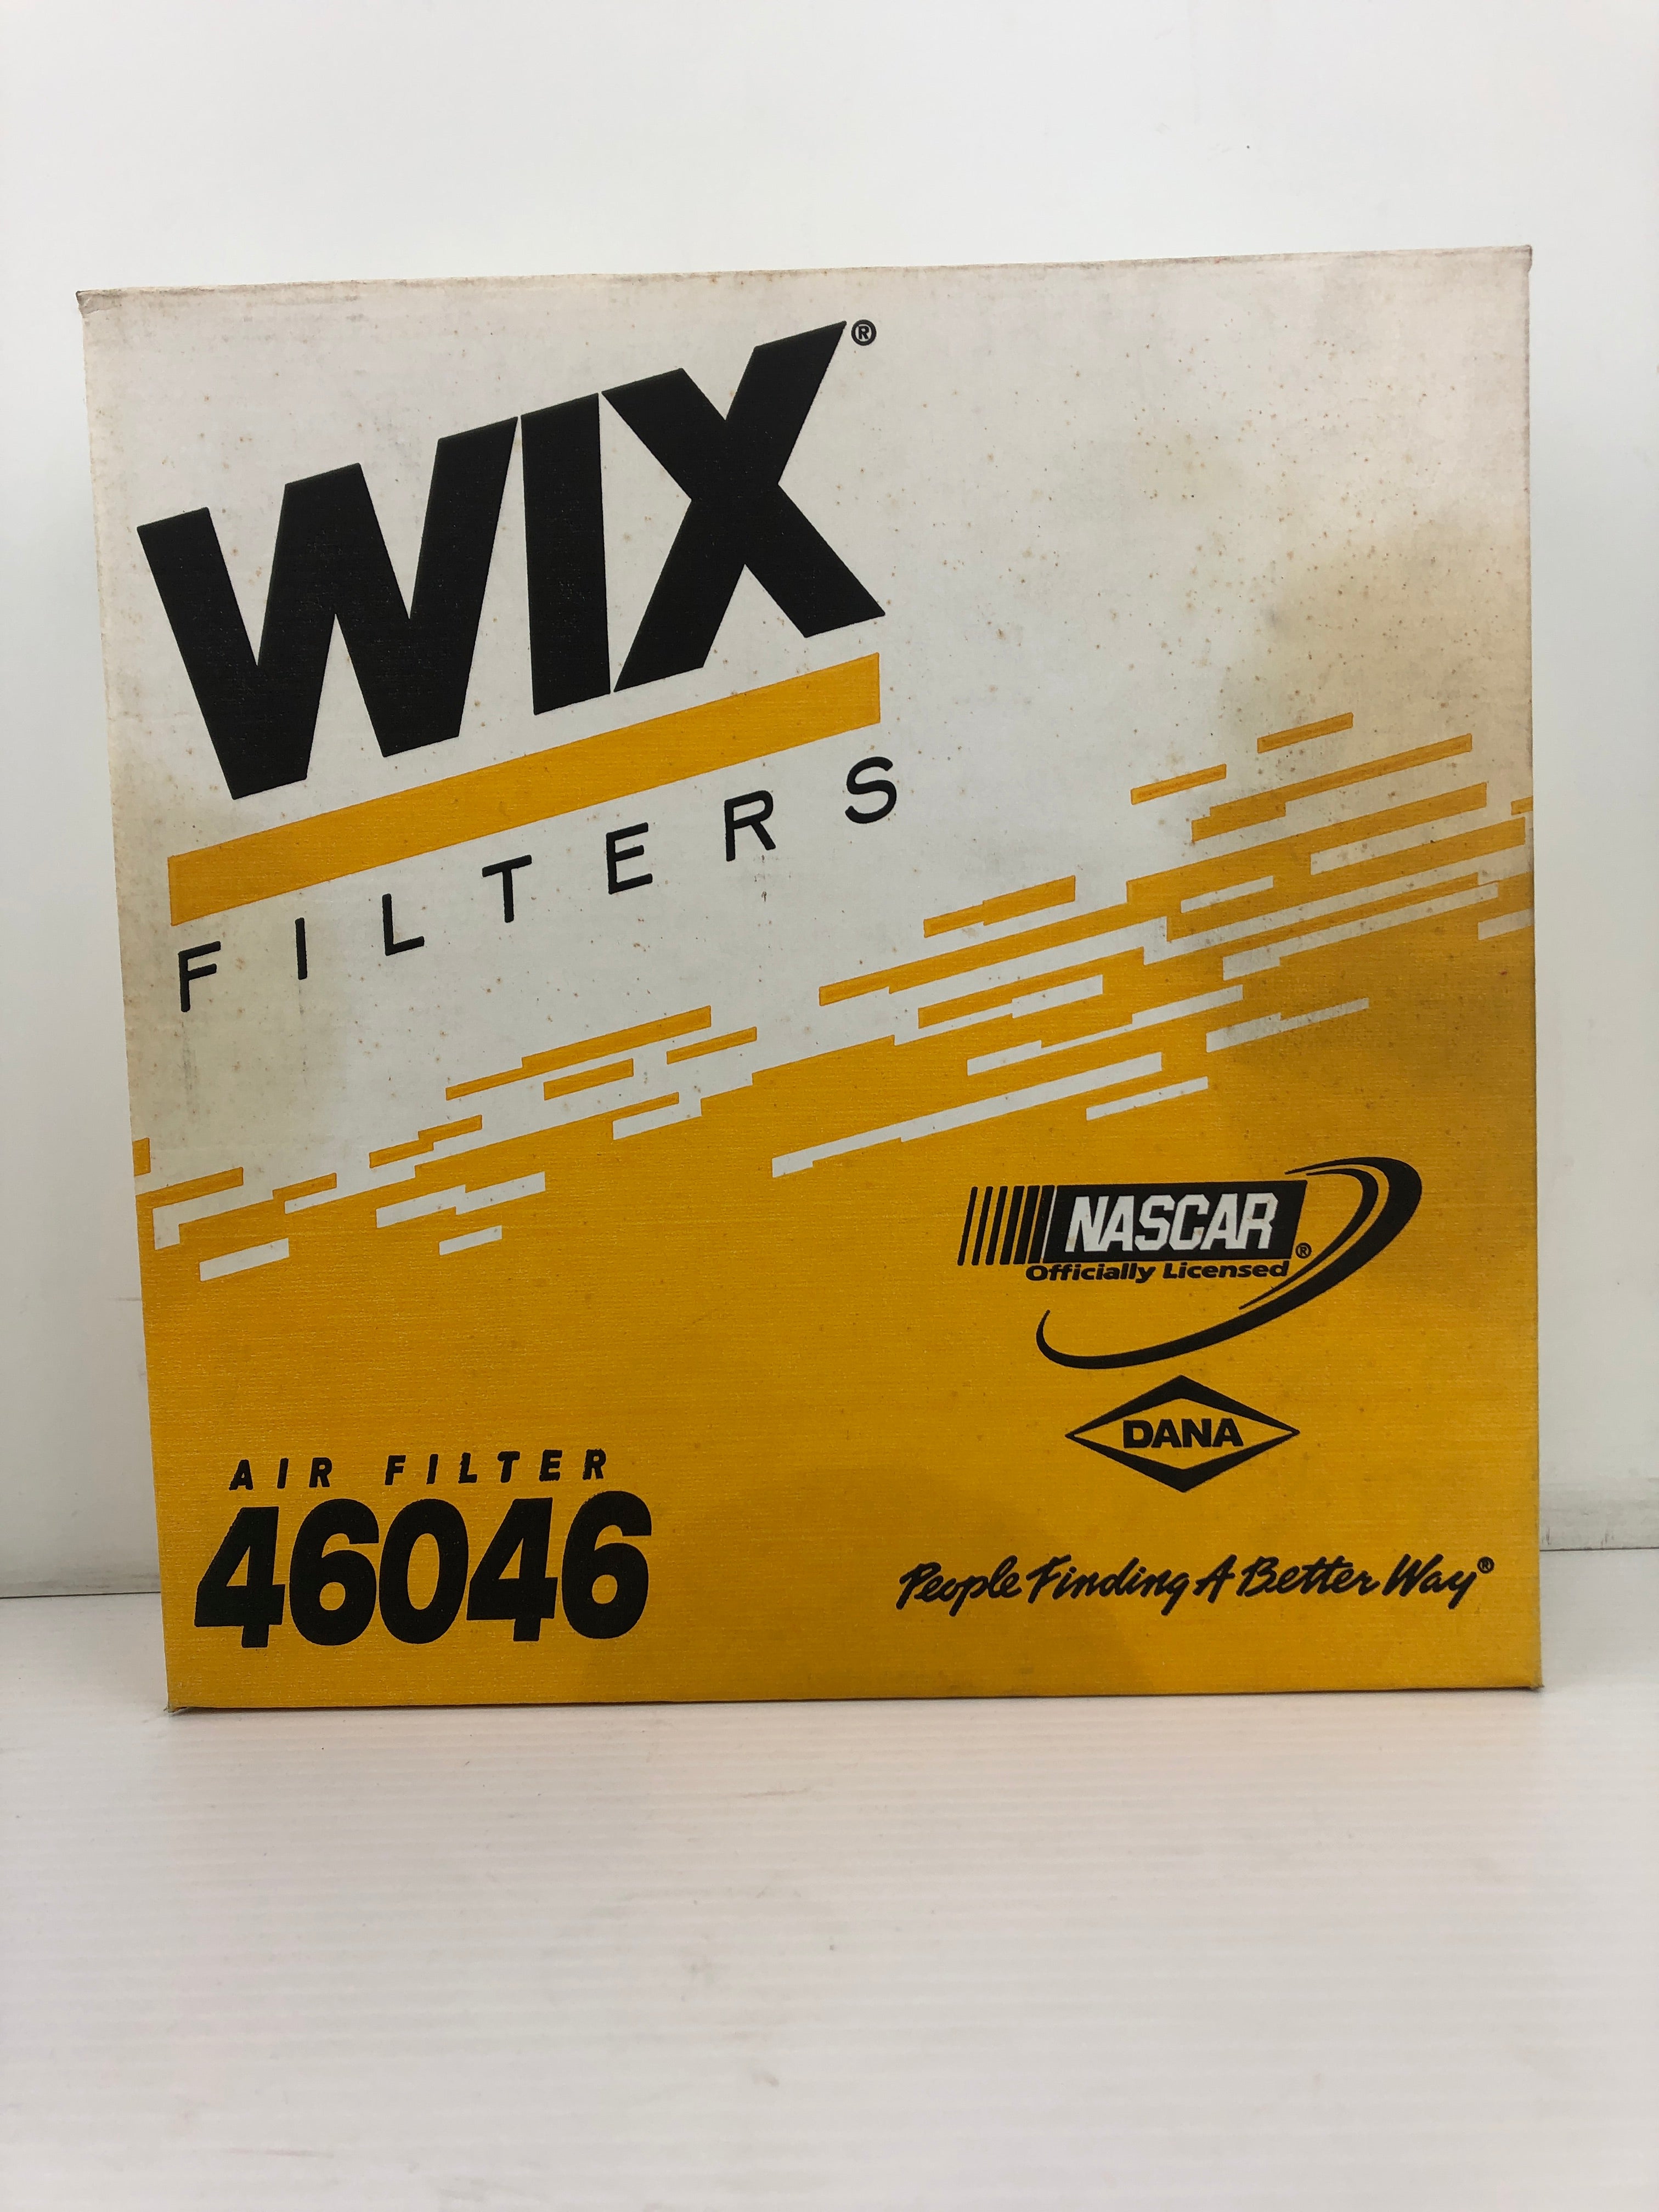 WIX®
FILTERS
NASCAR®
Officially Licensed
DANA
AIR FILTER
46046
People Finding A Better Way®